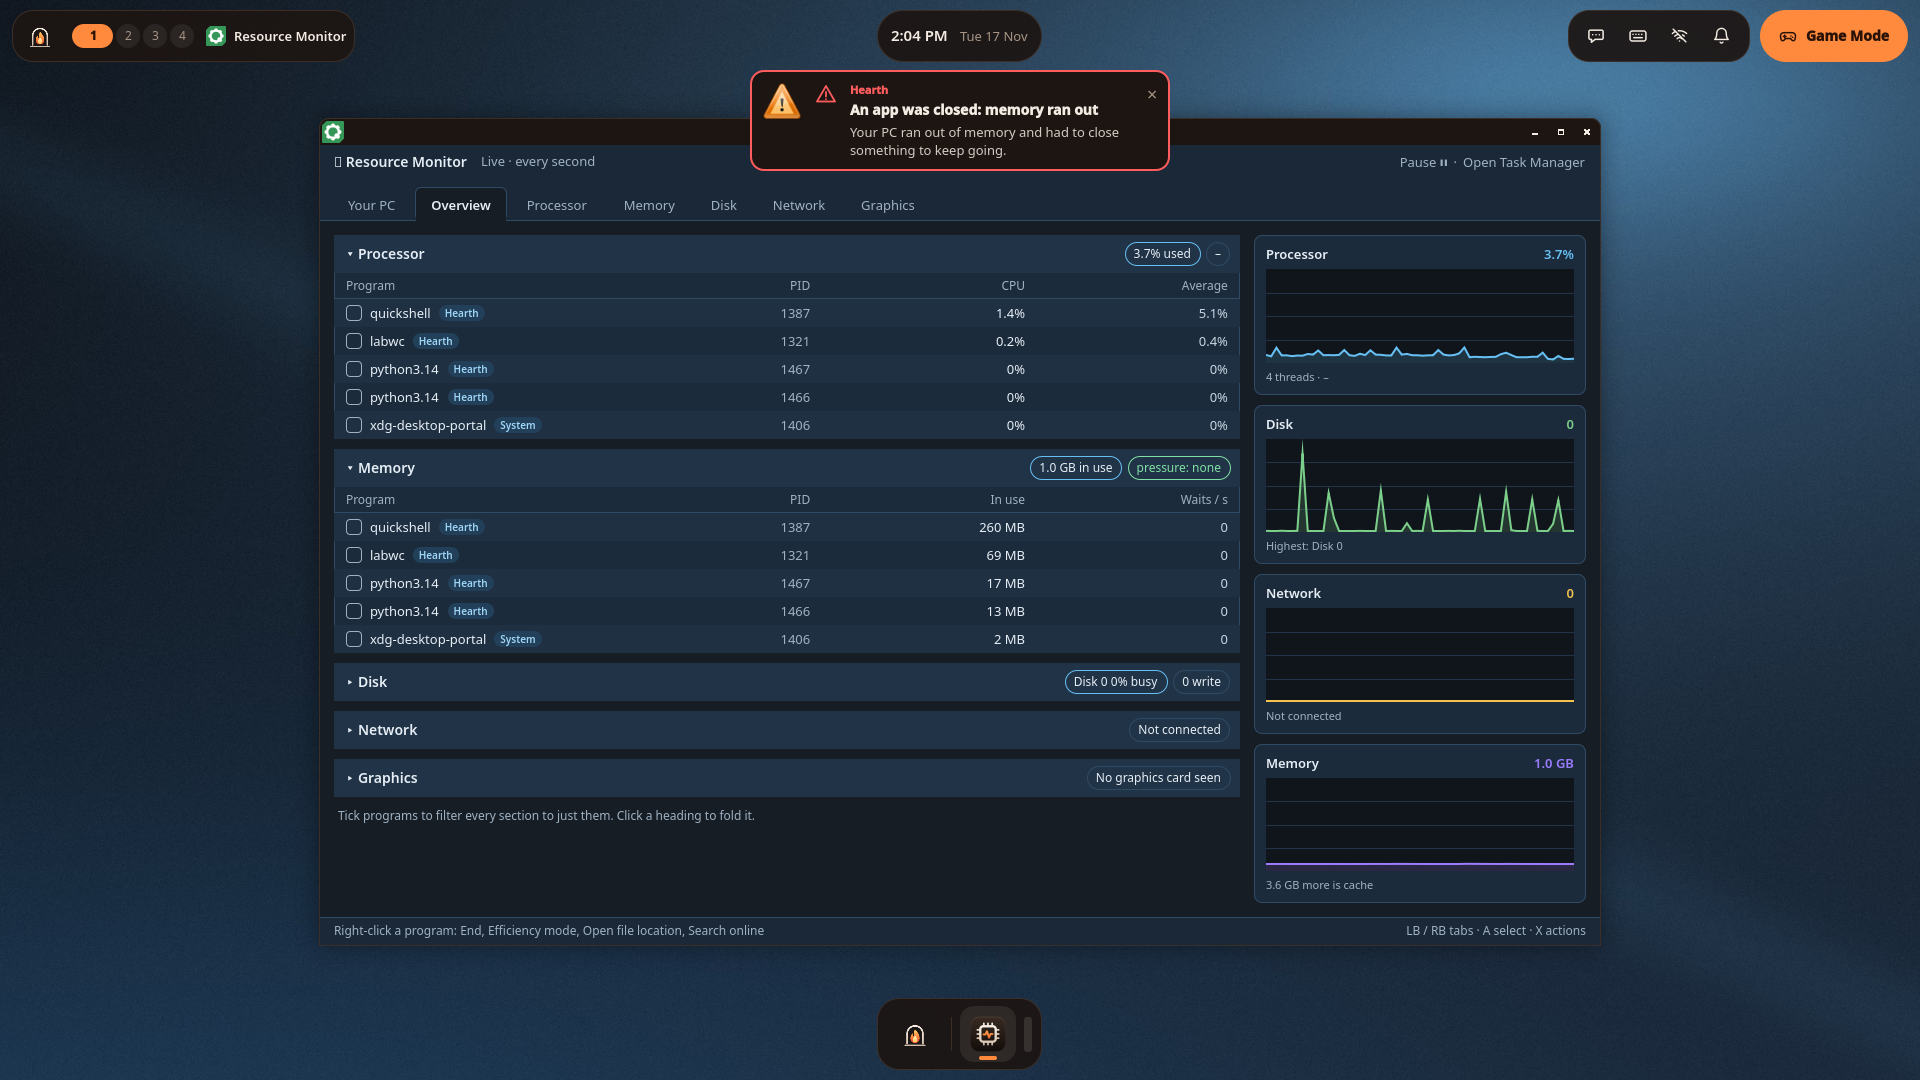 1 2 3 4 Resource Monitor
2:04 PM Tue 17 Nov
Game Mode
Hearth
An app was closed: memory ran out
Your PC ran out of memory and had to close
something to keep going.
Resource Monitor Live · every second
Pause · Open Task Manager
Your PC Overview Processor Memory Disk Network Graphics
Processor 3.7% used –
Program PID CPU Average
quickshell Hearth 1387 1.4% 5.1%
labwc Hearth 1321 0.2% 0.4%
python3.14 Hearth 1467 0% 0%
python3.14 Hearth 1466 0% 0%
xdg-desktop-portal System 1406 0% 0%
Memory 1.0 GB in use pressure: none
Program PID In use Waits / s
quickshell Hearth 1387 260 MB 0
labwc Hearth 1321 69 MB 0
python3.14 Hearth 1467 17 MB 0
python3.14 Hearth 1466 13 MB 0
xdg-desktop-portal System 1406 2 MB 0
Disk Disk 0 0% busy 0 write
Network Not connected
Graphics No graphics card seen
Tick programs to filter every section to just them. Click a heading to fold it.
Processor 3.7%
4 threads · –
Disk 0
Highest: Disk 0
Network 0
Not connected
Memory 1.0 GB
3.6 GB more is cache
Right-click a program: End, Efficiency mode, Open file location, Search online
LB / RB tabs · A select · X actions